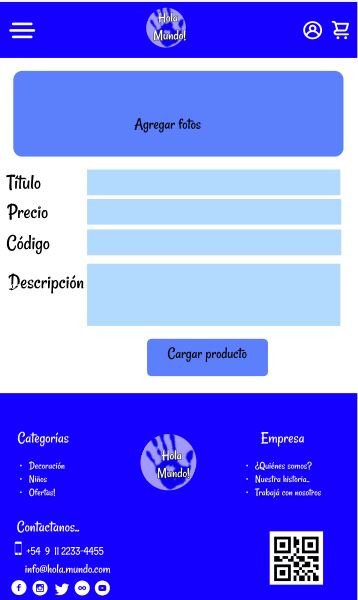 Hola
Mundo!
Agregar fotos
Título
Precio
Código
Descripción
Cargar producto
Categorías
• Decoración
• Niños
• Ofertas!
Hola
Mundo!
Empresa
• ¿Quiénes somos?
• Nuestra historia..
• Trabajá con nosotros
Contactanos..
+54 9 11 2233-4455
info@hola.mundo.com